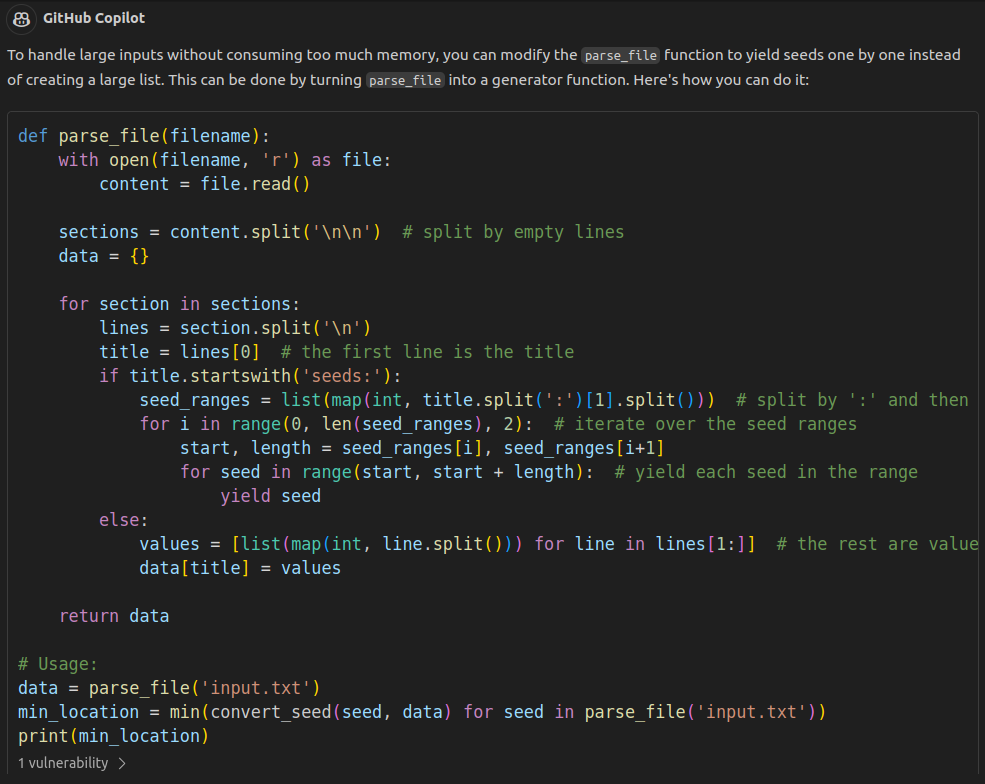 GitHub Copilot
To handle large inputs without consuming too much memory, you can modify the parse_file function to yield seeds one by one instead
of creating a large list. This can be done by turning parse_file into a generator function. Here's how you can do it:
def parse_file(filename):
    with open(filename, 'r') as file:
        content = file.read()
    sections = content.split('\n\n')  # split by empty lines
    data = {}
    for section in sections:
        lines = section.split('\n')
        title = lines[0]  # the first line is the title
        if title.startswith('seeds:'):
            seed_ranges = list(map(int, title.split(':')[1].split()))  # split by ':' and then
            for i in range(0, len(seed_ranges), 2):  # iterate over the seed ranges
                start, length = seed_ranges[i], seed_ranges[i+1]
                for seed in range(start, start + length):  # yield each seed in the range
                    yield seed
        else:
            values = [list(map(int, line.split())) for line in lines[1:]]  # the rest are value
            data[title] = values
    return data
# Usage:
data = parse_file('input.txt')
min_location = min(convert_seed(seed, data) for seed in parse_file('input.txt'))
print(min_location)
1 vulnerability